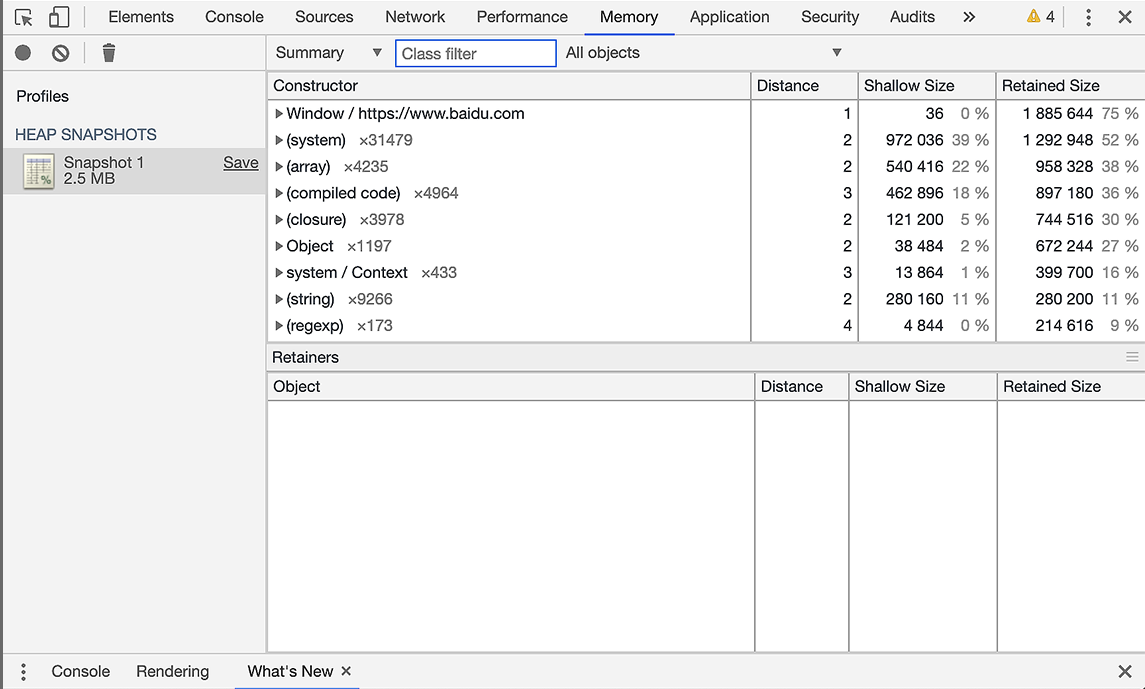 Elements Console Sources Network Performance Memory Application Security Audits » 4
Summary Class filter All objects
Profiles
HEAP SNAPSHOTS
Snapshot 1 Save
2.5 MB
Constructor Distance Shallow Size Retained Size
Window / https://www.baidu.com 1 36 0 % 1 885 644 75 %
(system) ×31479 2 972 036 39 % 1 292 948 52 %
(array) ×4235 2 540 416 22 % 958 328 38 %
(compiled code) ×4964 3 462 896 18 % 897 180 36 %
(closure) ×3978 2 121 200 5 % 744 516 30 %
Object ×1197 2 38 484 2 % 672 244 27 %
system / Context ×433 3 13 864 1 % 399 700 16 %
(string) ×9266 2 280 160 11 % 280 200 11 %
(regexp) ×173 4 4 844 0 % 214 616 9 %
Retainers
Object Distance Shallow Size Retained Size
Console Rendering What's New ×